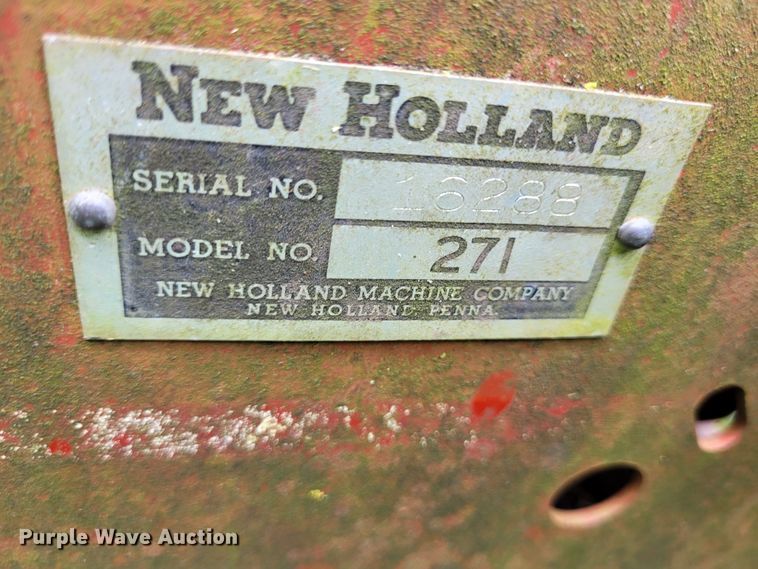 NEW HOLLAND
SERIAL NO. 16288
MODEL NO. 271
NEW HOLLAND MACHINE COMPANY
NEW HOLLAND PENNA.
Purple Wave Auction